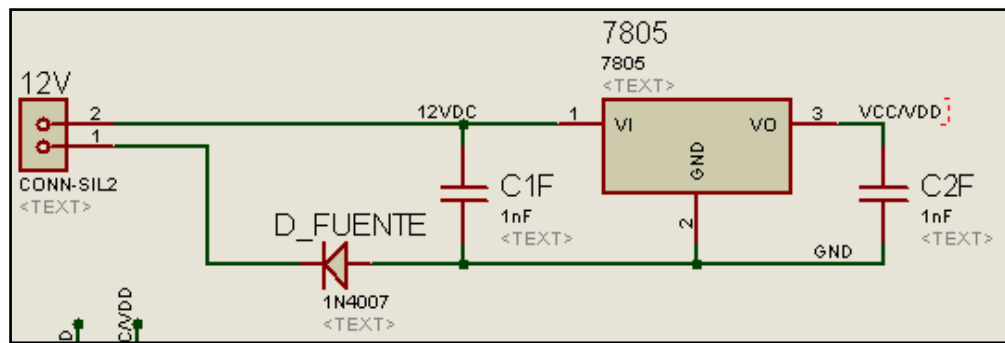 7805
7805
<TEXT>
12V
2
12VDC
1
VI
VO
3
VCC/VDD
1
GND
CONN-SIL2
<TEXT>
C1F
1nF
<TEXT>
C2F
1nF
<TEXT>
2
D_FUENTE
GND
1N4007
<TEXT>
D
C/VDD